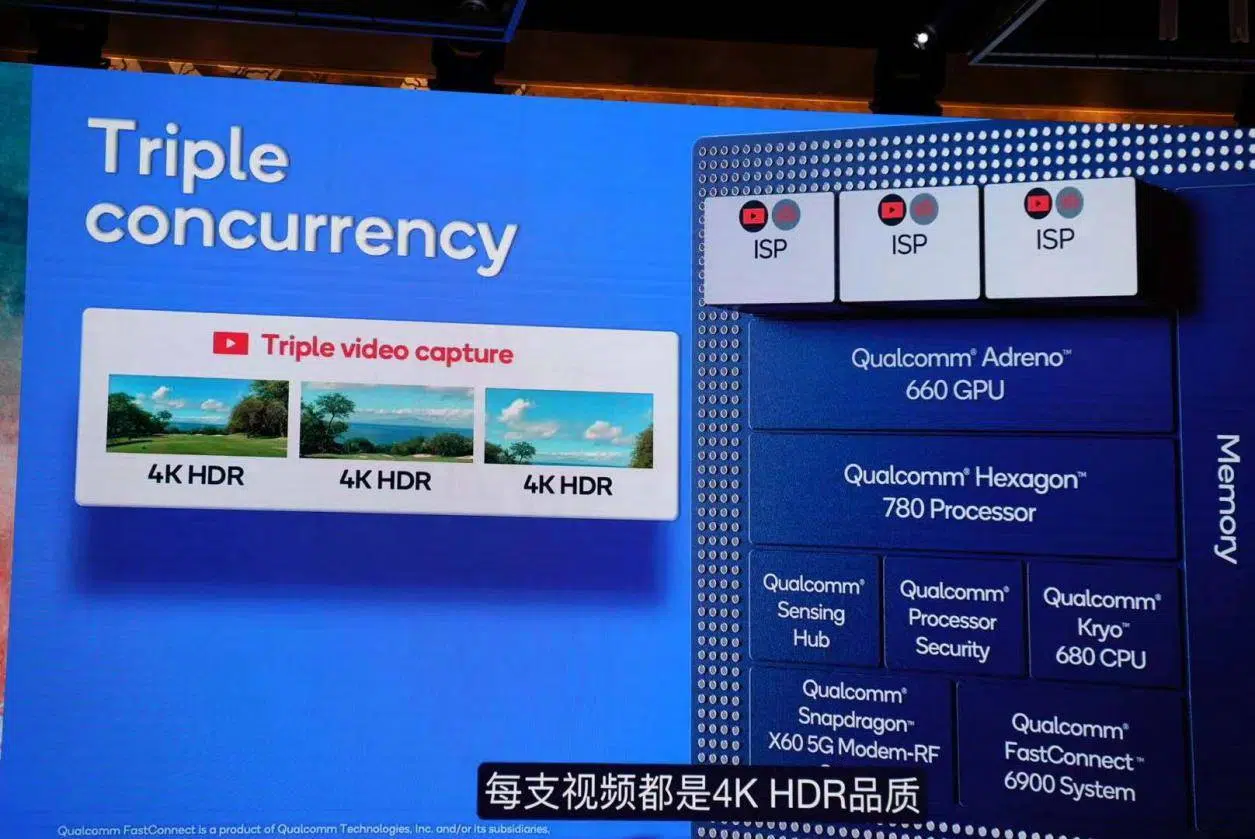 Triple
concurrency
Triple video capture
4K HDR
4K HDR
4K HDR
ISP
ISP
ISP
Qualcomm® Adreno™
660 GPU
Qualcomm® Hexagon™
780 Processor
Memory
Qualcomm®
Sensing
Hub
Qualcomm®
Processor
Security
Qualcomm®
Kryo™
680 CPU
Qualcomm®
Snapdragon™
X60 5G Modem-RF
Qualcomm®
FastConnect™
6900 System
每支视频都是4K HDR品质
Qualcomm FastConnect is a product of Qualcomm Technologies, Inc. and/or its subsidiaries.